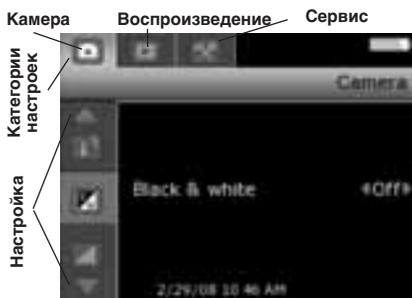 Камера Воспроизведение Сервис
Категории
настроек
Camera
Настройка
Black & white Off
2/29/08 10 46 AM